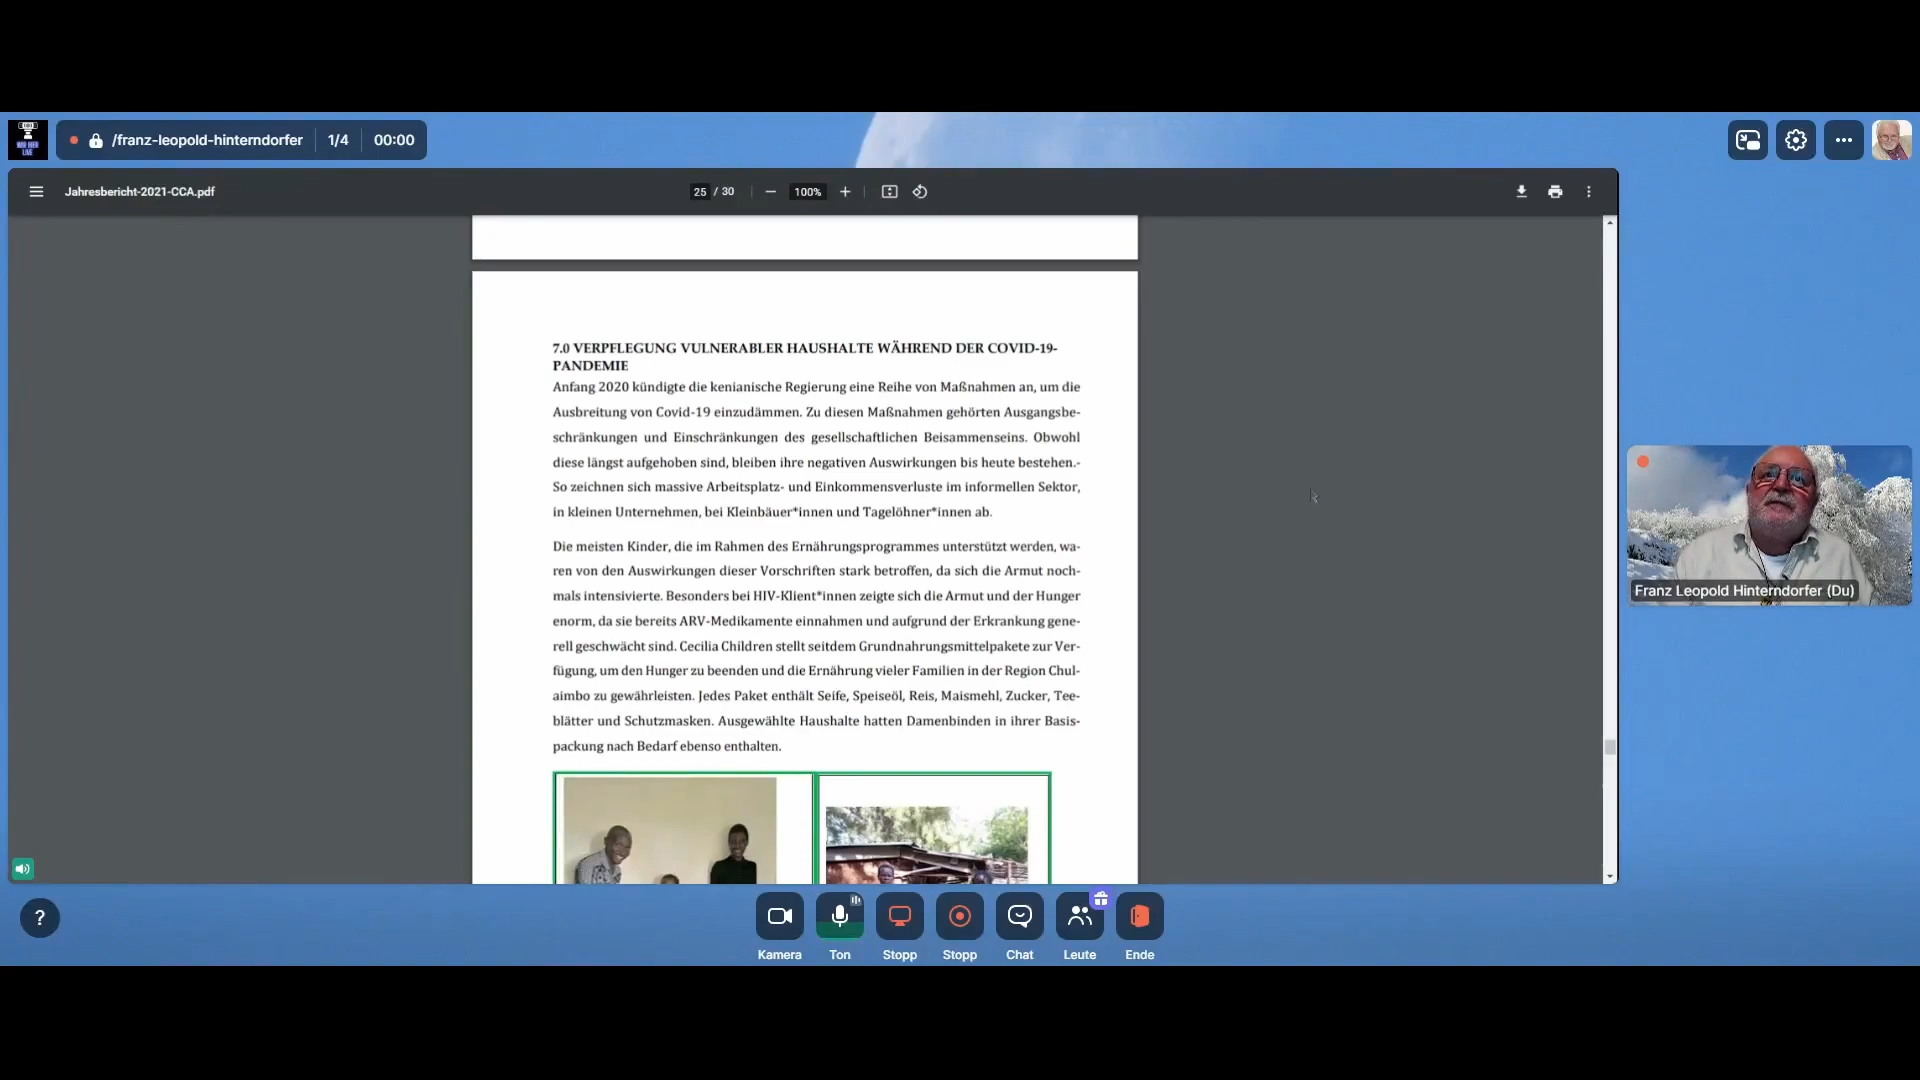 /franz-leopold-hinterndorfer 1/4 00:00
Jahresbericht-2021-CCA.pdf 25 / 30 100%
7.0 VERPFLEGUNG VULNERABLER HAUSHALTE WÄHREND DER COVID-19-
PANDEMIE
Anfang 2020 kündigte die kenianische Regierung eine Reihe von Maßnahmen an, um die
Ausbreitung von Covid-19 einzudämmen. Zu diesen Maßnahmen gehörten Ausgangsbe-
schränkungen und Einschränkungen des gesellschaftlichen Beisammenseins. Obwohl
diese längst aufgehoben sind, bleiben ihre negativen Auswirkungen bis heute bestehen.-
So zeichnen sich massive Arbeitsplatz- und Einkommensverluste im informellen Sektor,
in kleinen Unternehmen, bei Kleinbäuer*innen und Tagelöhner*innen ab.
Die meisten Kinder, die im Rahmen des Ernährungsprogrammes unterstützt werden, wa-
ren von den Auswirkungen dieser Vorschriften stark betroffen, da sich die Armut noch-
mals intensivierte. Besonders bei HIV-Klient*innen zeigte sich die Armut und der Hunger
enorm, da sie bereits ARV-Medikamente einnahmen und aufgrund der Erkrankung gene-
rell geschwächt sind. Cecilia Children stellt seitdem Grundnahrungsmittelpakete zur Ver-
fügung, um den Hunger zu beenden und die Ernährung vieler Familien in der Region Chul-
aimbo zu gewährleisten. Jedes Paket enthält Seife, Speiseöl, Reis, Maismehl, Zucker, Tee-
blätter und Schutzmasken. Ausgewählte Haushalte hatten Damenbinden in ihrer Basis-
packung nach Bedarf ebenso enthalten.
Franz Leopold Hinterndorfer (Du)
?
Kamera Ton Stopp Stopp Chat Leute Ende